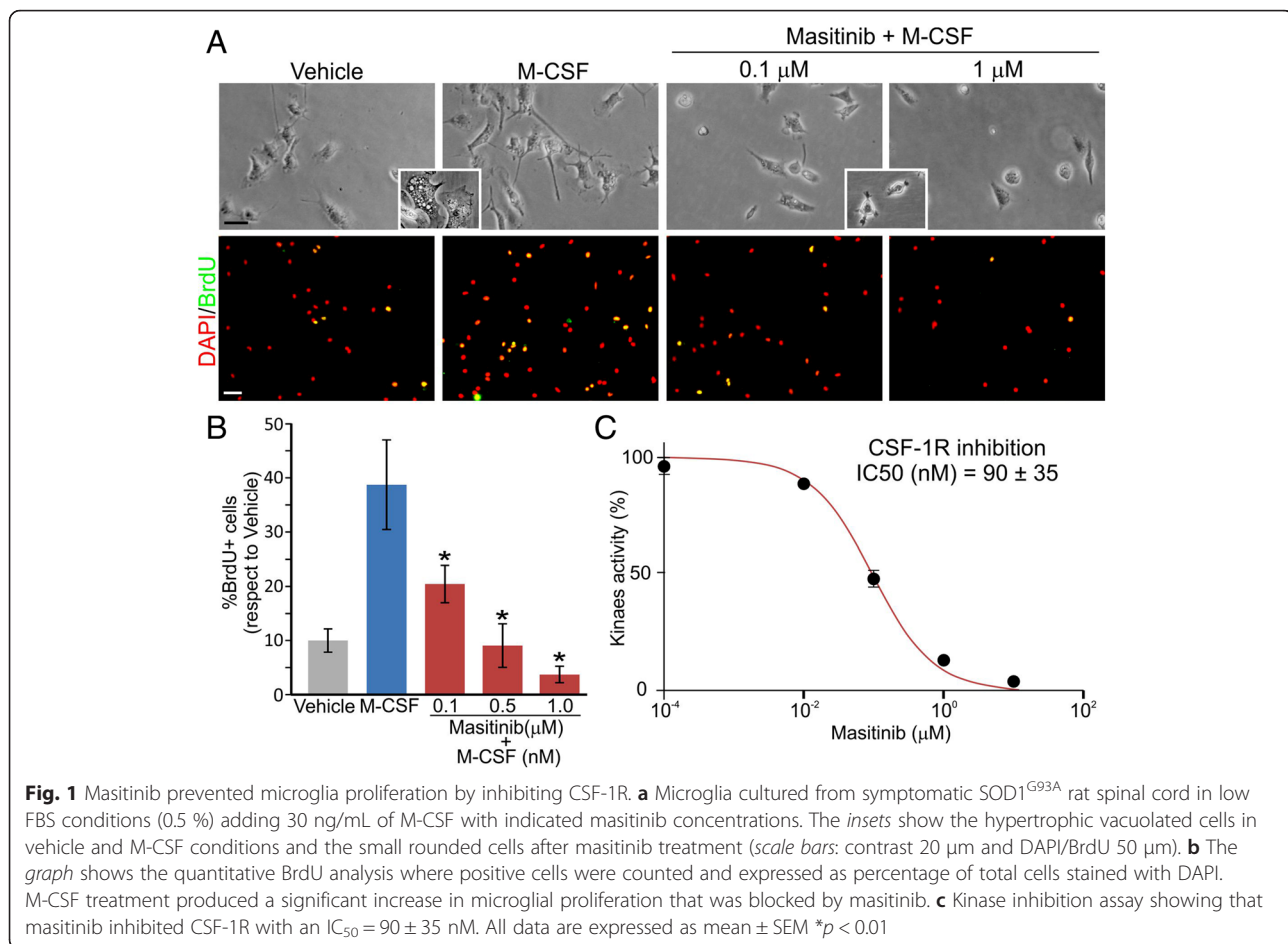 A
Vehicle
M-CSF
Masitinib + M-CSF
0.1 µM
1 µM
DAPI/BrdU
B
%BrdU+ cells
(respect to Vehicle)
50
40
30
20
10
0
*
*
*
Vehicle M-CSF 0.1 0.5 1.0
Masitinib(µM)
+
M-CSF (nM)
C
CSF-1R inhibition
IC50 (nM) = 90 ± 35
Kinaes activity (%)
100
50
0
10⁻⁴ 10⁻² 10⁰ 10²
Masitinib (µM)
Fig. 1 Masitinib prevented microglia proliferation by inhibiting CSF-1R. a Microglia cultured from symptomatic SOD1ᴳ⁹³ᴬ rat spinal cord in low
FBS conditions (0.5 %) adding 30 ng/mL of M-CSF with indicated masitinib concentrations. The insets show the hypertrophic vacuolated cells in
vehicle and M-CSF conditions and the small rounded cells after masitinib treatment (scale bars: contrast 20 µm and DAPI/BrdU 50 µm). b The
graph shows the quantitative BrdU analysis where positive cells were counted and expressed as percentage of total cells stained with DAPI.
M-CSF treatment produced a significant increase in microglial proliferation that was blocked by masitinib. c Kinase inhibition assay showing that
masitinib inhibited CSF-1R with an IC₅₀ = 90 ± 35 nM. All data are expressed as mean ± SEM *p < 0.01